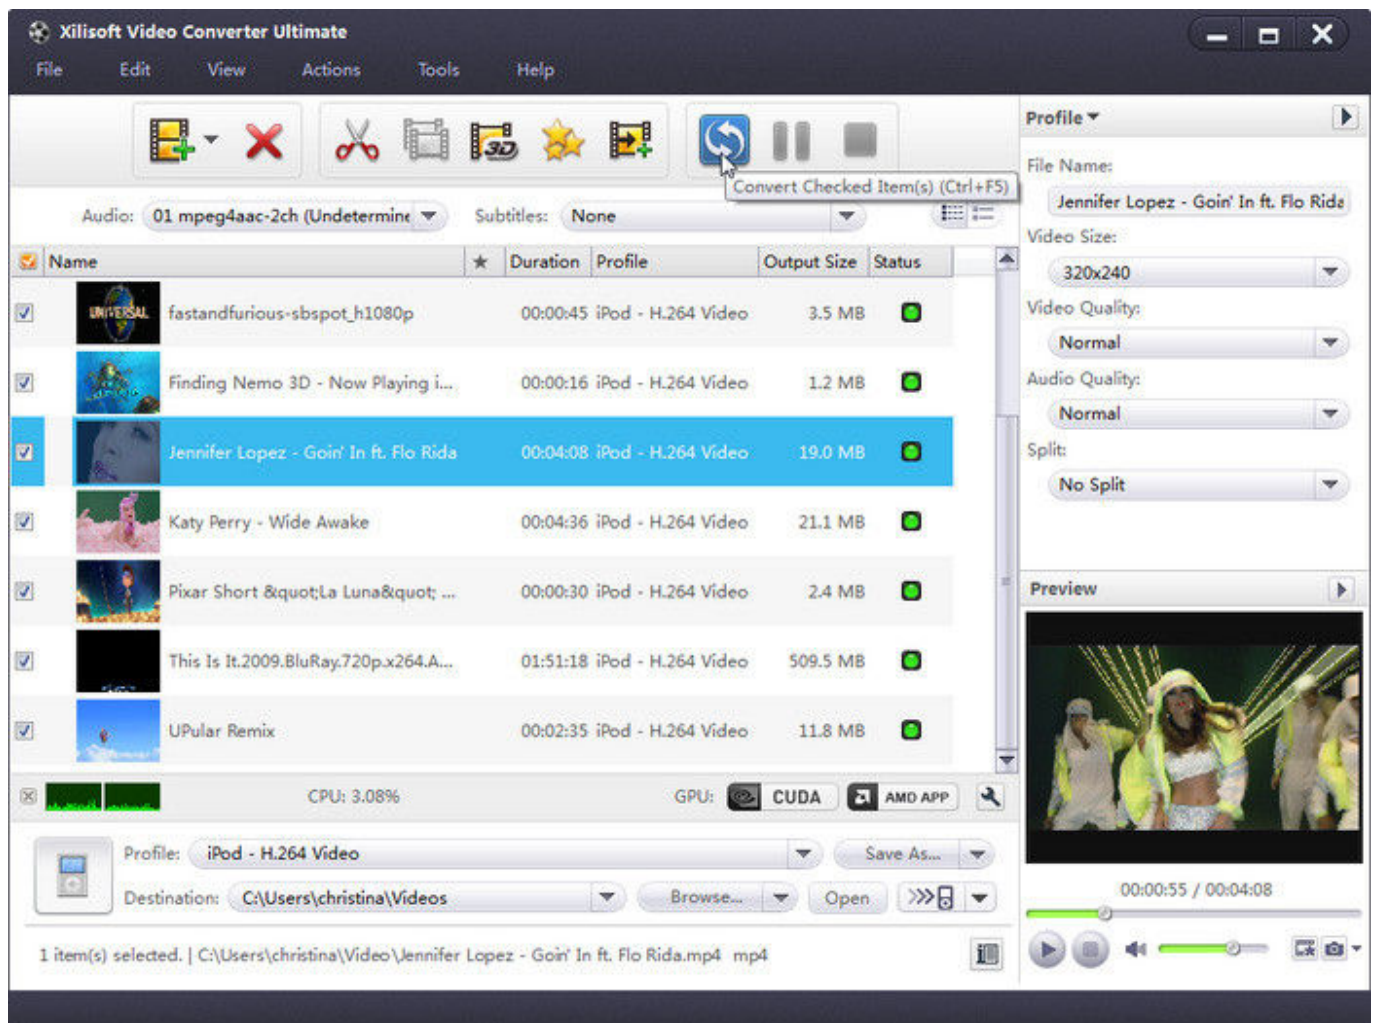 Xilisoft Video Converter Ultimate
File Edit View Actions Tools Help
3D
Convert Checked Item(s) (Ctrl+F5)
Audio: 01 mpeg4aac-2ch (Undetermine Subtitles: None
Name ★ Duration Profile Output Size Status
UNIVERSAL fastandfurious-sbspot_h1080p 00:00:45 iPod - H.264 Video 3.5 MB
Finding Nemo 3D - Now Playing i... 00:00:16 iPod - H.264 Video 1.2 MB
Jennifer Lopez - Goin' In ft. Flo Rida 00:04:08 iPod - H.264 Video 19.0 MB
Katy Perry - Wide Awake 00:04:36 iPod - H.264 Video 21.1 MB
Pixar Short &quot;La Luna&quot; ... 00:00:30 iPod - H.264 Video 2.4 MB
This Is It.2009.BluRay.720p.x264.A... 01:51:18 iPod - H.264 Video 509.5 MB
UPular Remix 00:02:35 iPod - H.264 Video 11.8 MB
CPU: 3.08% GPU: CUDA AMD APP
Profile: iPod - H.264 Video Save As...
Destination: C:\Users\christina\Videos Browse... Open
1 item(s) selected. | C:\Users\christina\Video\Jennifer Lopez - Goin' In ft. Flo Rida.mp4 mp4
Profile
File Name:
Jennifer Lopez - Goin' In ft. Flo Rida
Video Size:
320x240
Video Quality:
Normal
Audio Quality:
Normal
Split:
No Split
Preview
00:00:55 / 00:04:08